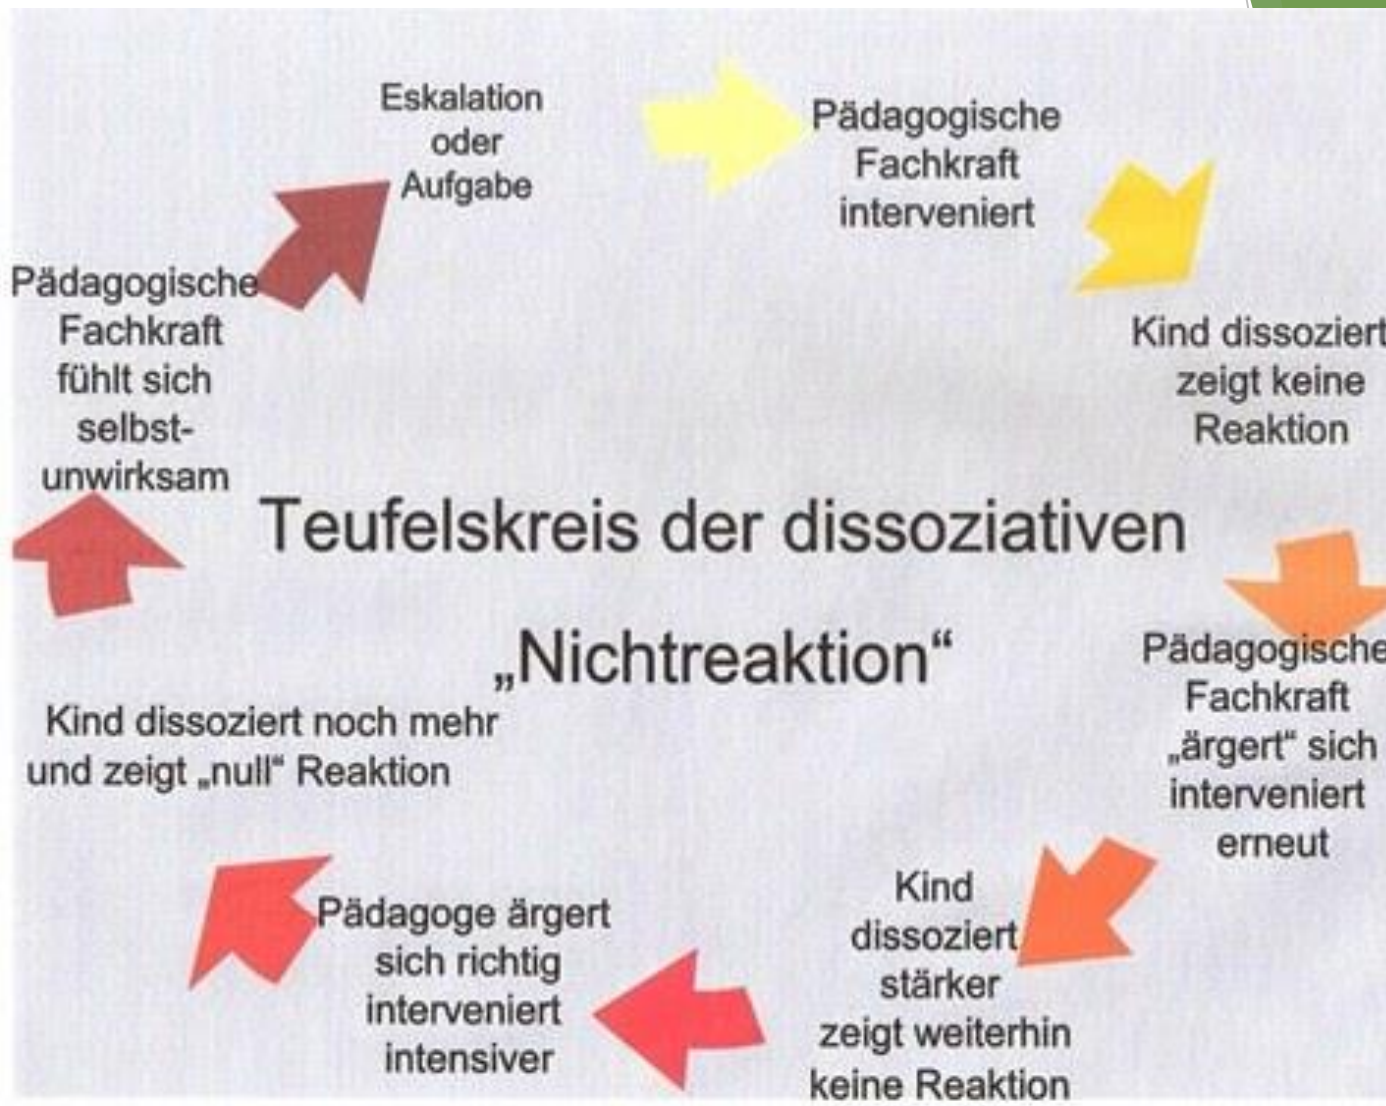 Eskalation
oder
Aufgabe
Pädagogische
Fachkraft
interveniert
Kind dissoziert
zeigt keine
Reaktion
Pädagogische
Fachkraft
„ärgert“ sich
interveniert
erneut
Kind
dissoziert
stärker
zeigt weiterhin
keine Reaktion
Pädagoge ärgert
sich richtig
interveniert
intensiver
Kind dissoziert noch mehr
und zeigt „null“ Reaktion
Pädagogische
Fachkraft
fühlt sich
selbst-
unwirksam
Teufelskreis der dissoziativen
„Nichtreaktion“